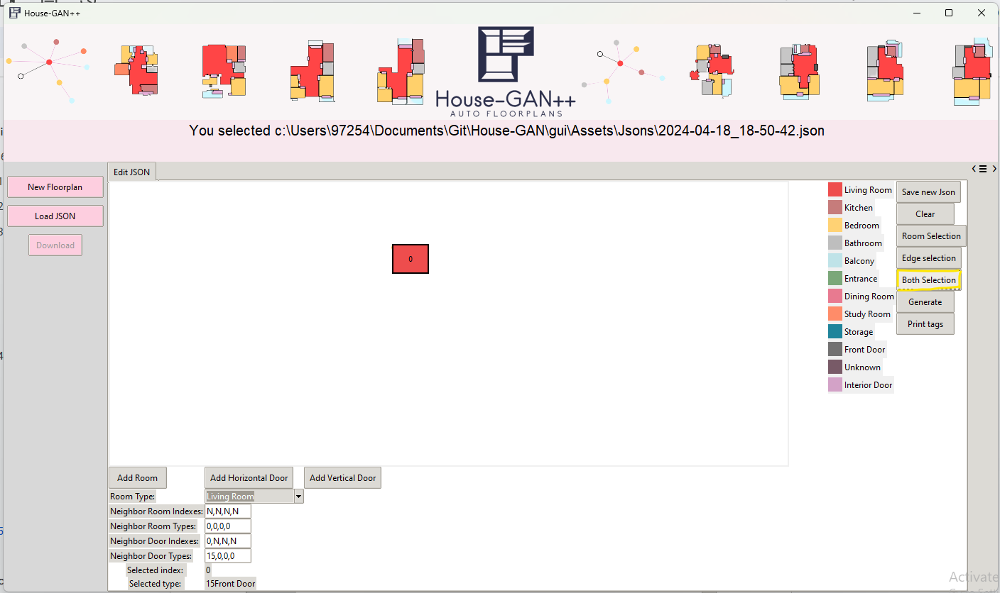 House-GAN++
House-GAN++
AUTO FLOORPLANS
You selected c:\Users\97254\Documents\Git\House-GAN\gui\Assets\Jsons\2024-04-18_18-50-42.json
New Floorplan
Load JSON
Download
Edit JSON
0
Living Room
Kitchen
Bedroom
Bathroom
Balcony
Entrance
Dining Room
Study Room
Storage
Front Door
Unknown
Interior Door
Save new Json
Clear
Room Selection
Edge selection
Both Selection
Generate
Print tags
Add Room
Add Horizontal Door
Add Vertical Door
Room Type: Living Room
Neighbor Room Indexes: N,N,N,N
Neighbor Room Types: 0,0,0,0
Neighbor Door Indexes: 0,N,N,N
Neighbor Door Types: 15,0,0,0
Selected index: 0
Selected type: 15Front Door
Activate